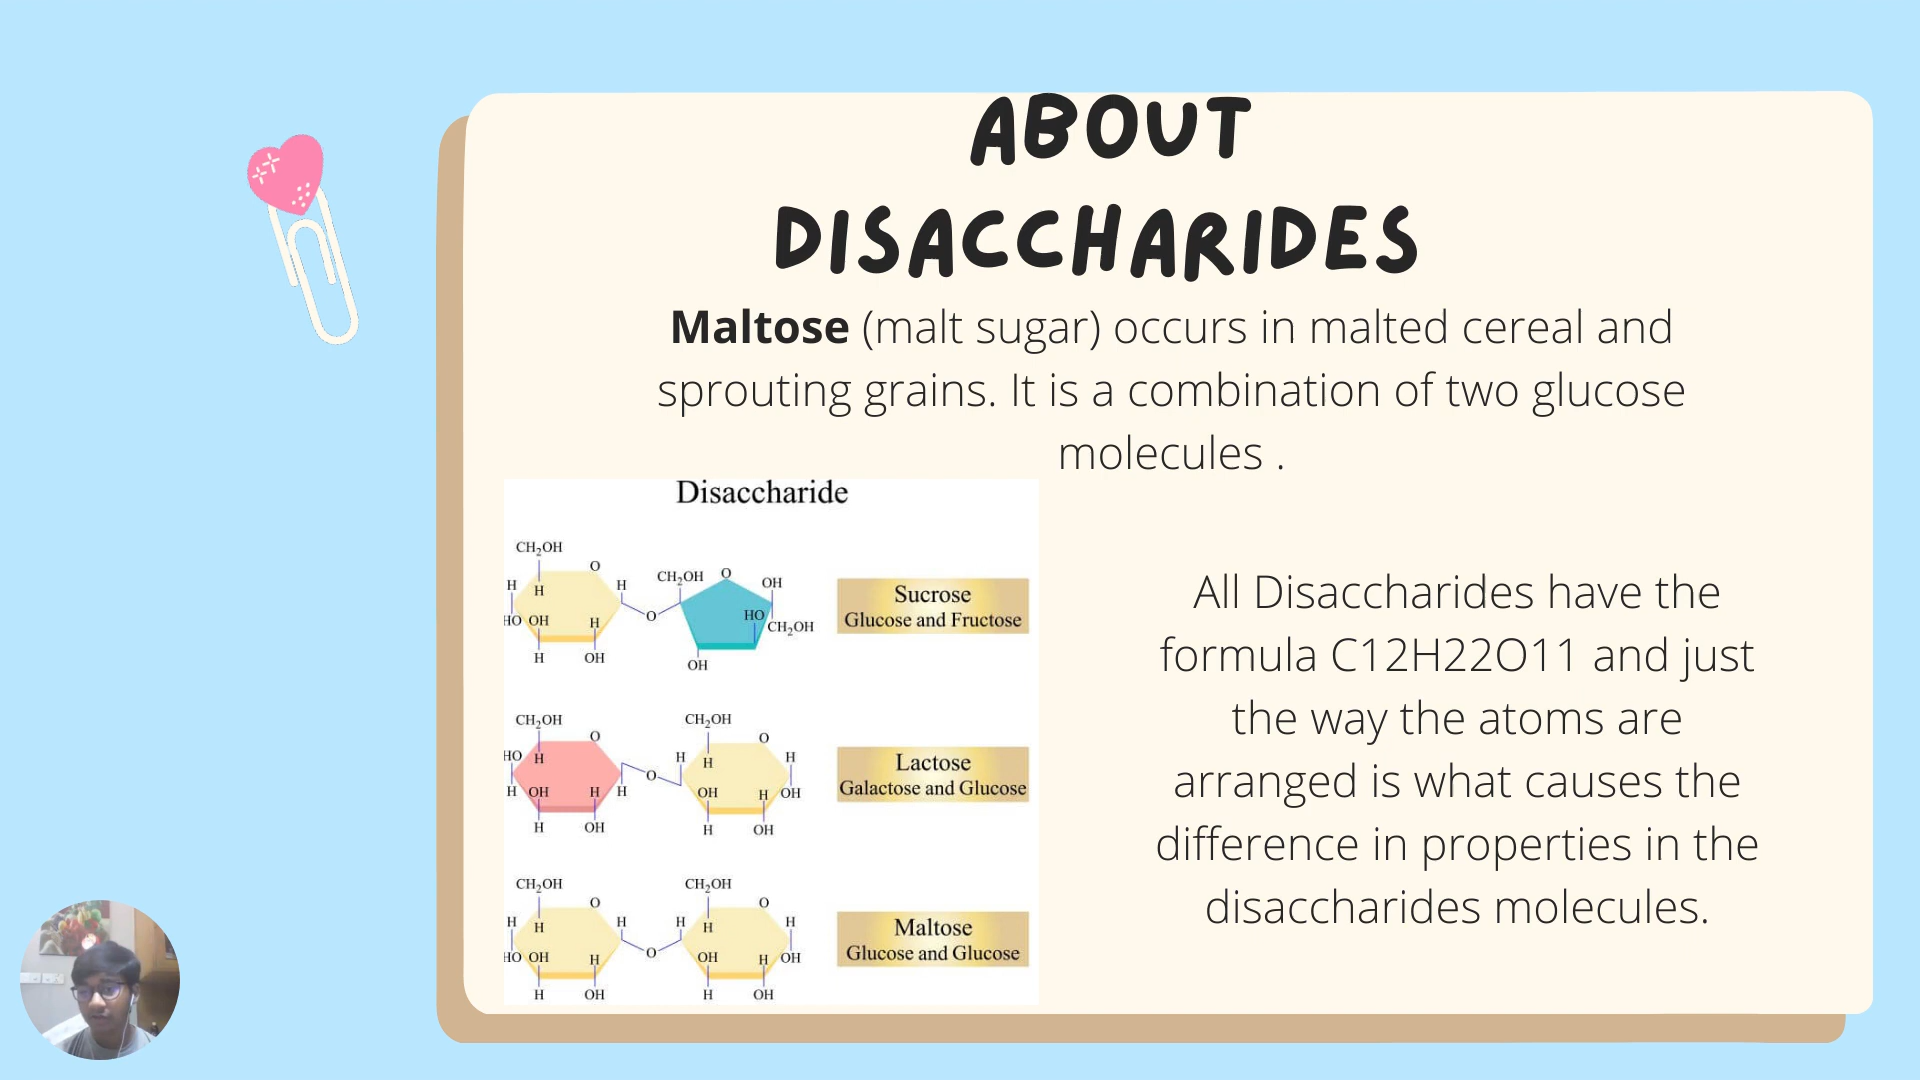 ABOUT
DISACCHARIDES
Maltose (malt sugar) occurs in malted cereal and
sprouting grains. It is a combination of two glucose
molecules .
Disaccharide
CH₂OH
O
H
H
H
HO OH
H
H
OH
O
CH₂OH
O
OH
HO
CH₂OH
OH
Sucrose
Glucose and Fructose
CH₂OH
O
HO
H
H
OH
H
H
H
OH
O
CH₂OH
O
H
H
H
OH
H
OH
H
OH
Lactose
Galactose and Glucose
CH₂OH
O
H
H
H
HO OH
H
H
OH
O
CH₂OH
O
H
H
H
OH
H
OH
H
OH
Maltose
Glucose and Glucose
All Disaccharides have the
formula C12H22O11 and just
the way the atoms are
arranged is what causes the
difference in properties in the
disaccharides molecules.